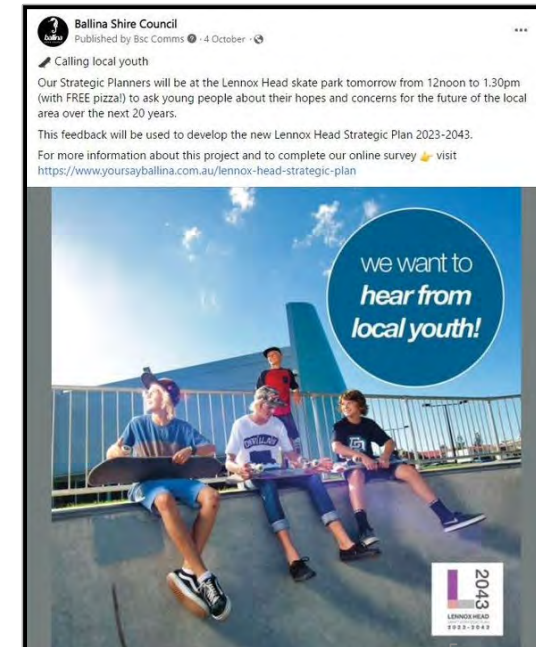 Ballina Shire Council
Published by Bsc Comms · 4 October ·
Calling local youth
Our Strategic Planners will be at the Lennox Head skate park tomorrow from 12noon to 1.30pm
(with FREE pizza!) to ask young people about their hopes and concerns for the future of the local
area over the next 20 years.
This feedback will be used to develop the new Lennox Head Strategic Plan 2023-2043.
For more information about this project and to complete our online survey 👉 visit
https://www.yoursayballina.com.au/lennox-head-strategic-plan
we want to
hear from
local youth!
2043
LENNOX HEAD
2023-2043